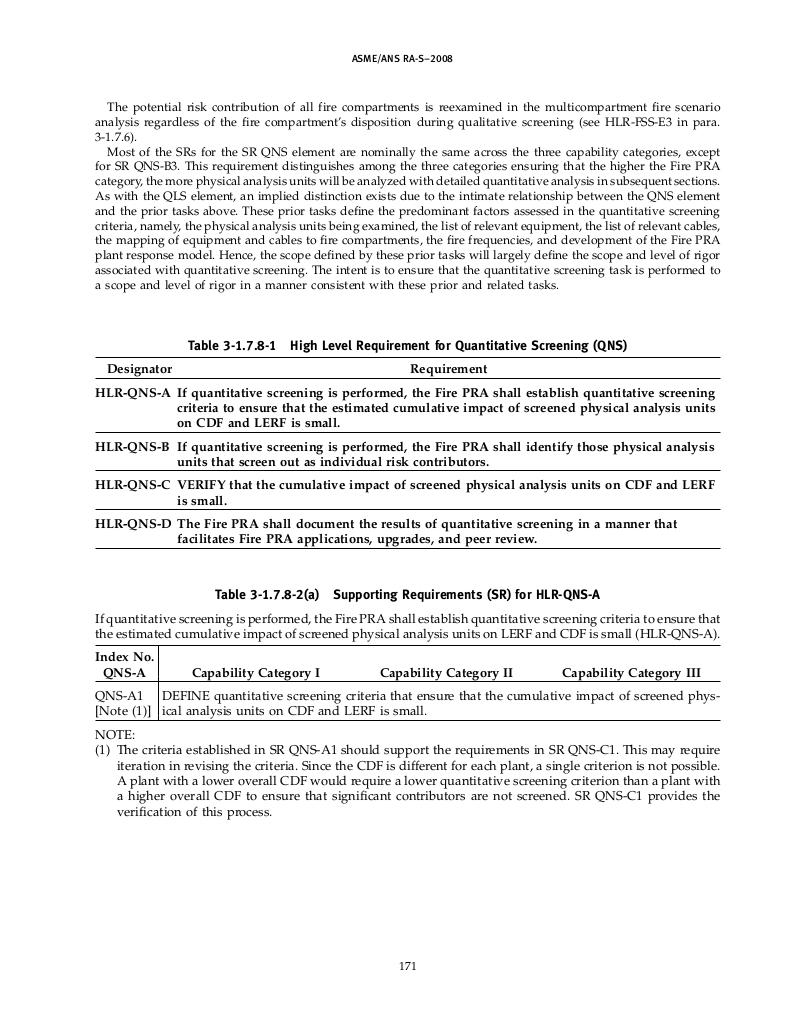 ASME/ANS RA-S–2008
The potential risk contribution of all fire compartments is reexamined in the multicompartment fire scenario
analysis regardless of the fire compartment's disposition during qualitative screening (see HLR-FSS-E3 in para.
3-1.7.6).
Most of the SRs for the SR QNS element are nominally the same across the three capability categories, except
for SR QNS-B3. This requirement distinguishes among the three categories ensuring that the higher the Fire PRA
category, the more physical analysis units will be analyzed with detailed quantitative analysis in subsequent sections.
As with the QLS element, an implied distinction exists due to the intimate relationship between the QNS element
and the prior tasks above. These prior tasks define the predominant factors assessed in the quantitative screening
criteria, namely, the physical analysis units being examined, the list of relevant equipment, the list of relevant cables,
the mapping of equipment and cables to fire compartments, the fire frequencies, and development of the Fire PRA
plant response model. Hence, the scope defined by these prior tasks will largely define the scope and level of rigor
associated with quantitative screening. The intent is to ensure that the quantitative screening task is performed to
a scope and level of rigor in a manner consistent with these prior and related tasks.
Table 3-1.7.8-1 High Level Requirement for Quantitative Screening (QNS)
Designator Requirement
HLR-QNS-A If quantitative screening is performed, the Fire PRA shall establish quantitative screening
criteria to ensure that the estimated cumulative impact of screened physical analysis units
on CDF and LERF is small.
HLR-QNS-B If quantitative screening is performed, the Fire PRA shall identify those physical analysis
units that screen out as individual risk contributors.
HLR-QNS-C VERIFY that the cumulative impact of screened physical analysis units on CDF and LERF
is small.
HLR-QNS-D The Fire PRA shall document the results of quantitative screening in a manner that
facilitates Fire PRA applications, upgrades, and peer review.
Table 3-1.7.8-2(a) Supporting Requirements (SR) for HLR-QNS-A
If quantitative screening is performed, the Fire PRA shall establish quantitative screening criteria to ensure that
the estimated cumulative impact of screened physical analysis units on LERF and CDF is small (HLR-QNS-A).
Index No.
QNS-A Capability Category I Capability Category II Capability Category III
QNS-A1 DEFINE quantitative screening criteria that ensure that the cumulative impact of screened phys-
[Note (1)] ical analysis units on CDF and LERF is small.
NOTE:
(1) The criteria established in SR QNS-A1 should support the requirements in SR QNS-C1. This may require
iteration in revising the criteria. Since the CDF is different for each plant, a single criterion is not possible.
A plant with a lower overall CDF would require a lower quantitative screening criterion than a plant with
a higher overall CDF to ensure that significant contributors are not screened. SR QNS-C1 provides the
verification of this process.
171